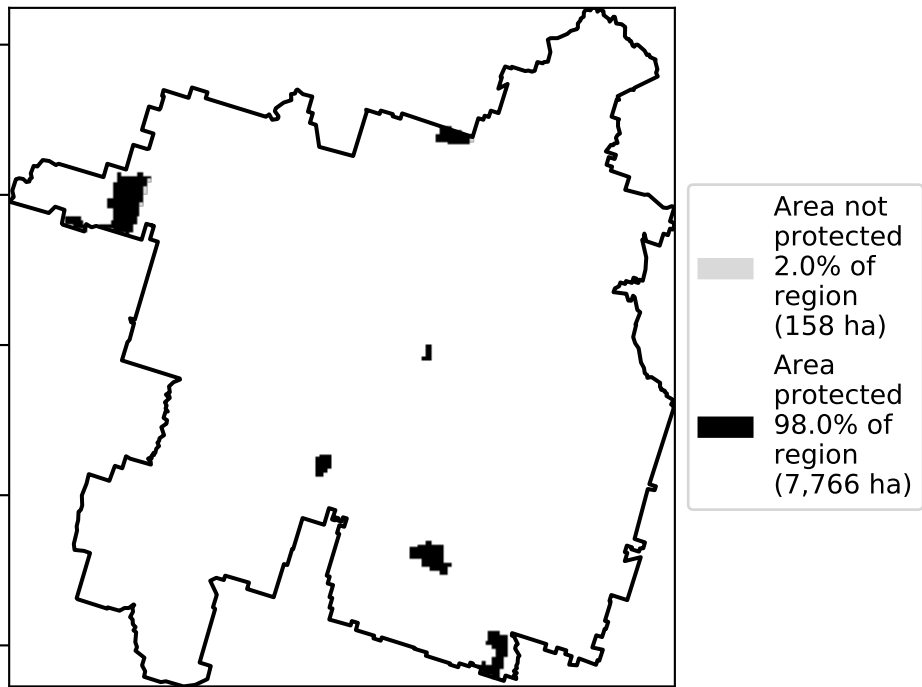 Area not
protected
2.0% of
region
(158 ha)
Area
protected
98.0% of
region
(7,766 ha)